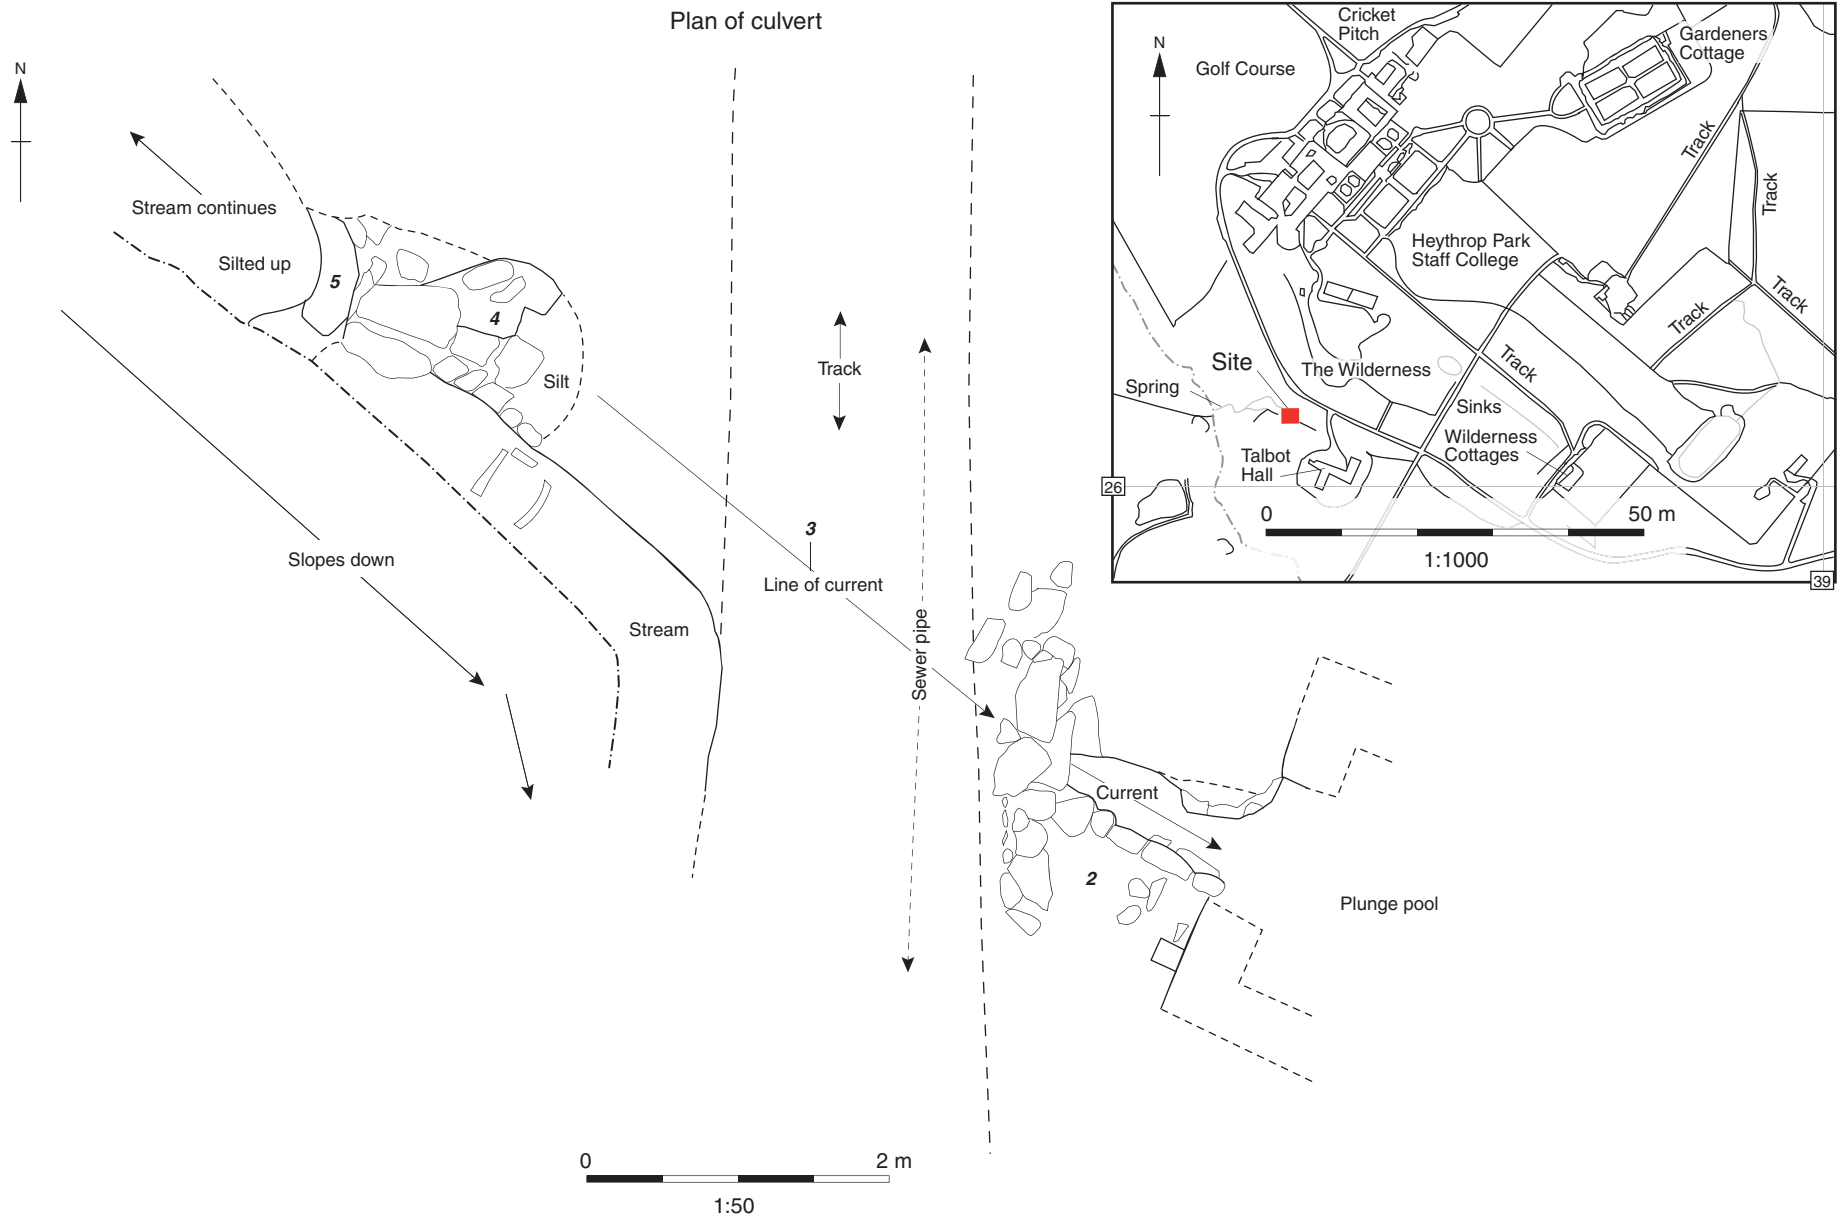 Plan of culvert
N
Stream continues
Silted up
5
4
Silt
Track
3
Line of current
Slopes down
Stream
Sewer pipe
Current
2
Plunge pool
0 2 m
1:50
N
Cricket
Pitch
Golf Course
Gardeners
Cottage
Track
Track
Heythrop Park
Staff College
Track
Track
Track
The Wilderness
Site
Spring
Sinks
Wilderness
Cottages
Talbot
Hall
26
0 50 m
1:1000
39